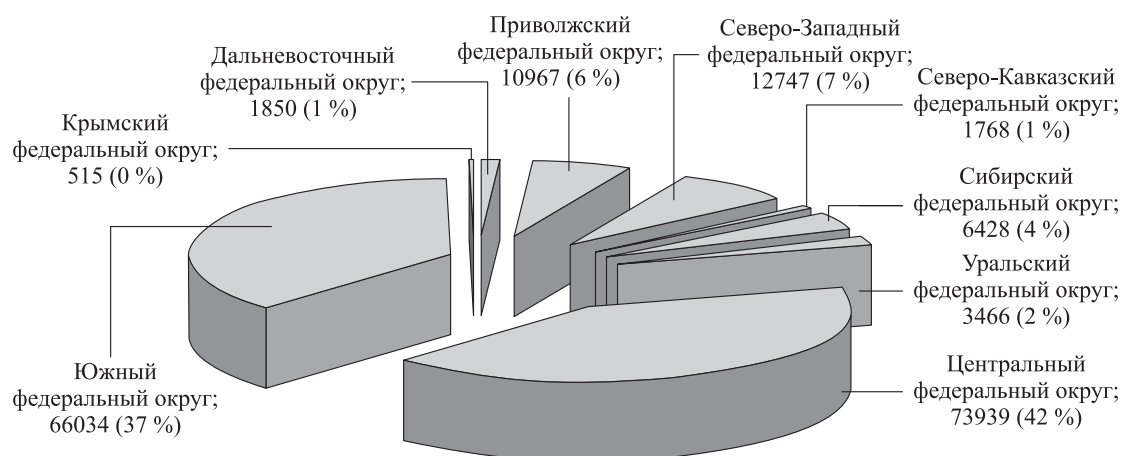 Приволжский
федеральный округ;
10967 (6 %)
Северо-Западный
федеральный округ;
12747 (7 %)
Дальневосточный
федеральный округ;
1850 (1 %)
Северо-Кавказский
федеральный округ;
1768 (1 %)
Крымский
федеральный округ;
515 (0 %)
Сибирский
федеральный округ;
6428 (4 %)
Уральский
федеральный округ;
3466 (2 %)
Южный
федеральный округ;
66034 (37 %)
Центральный
федеральный округ;
73939 (42 %)